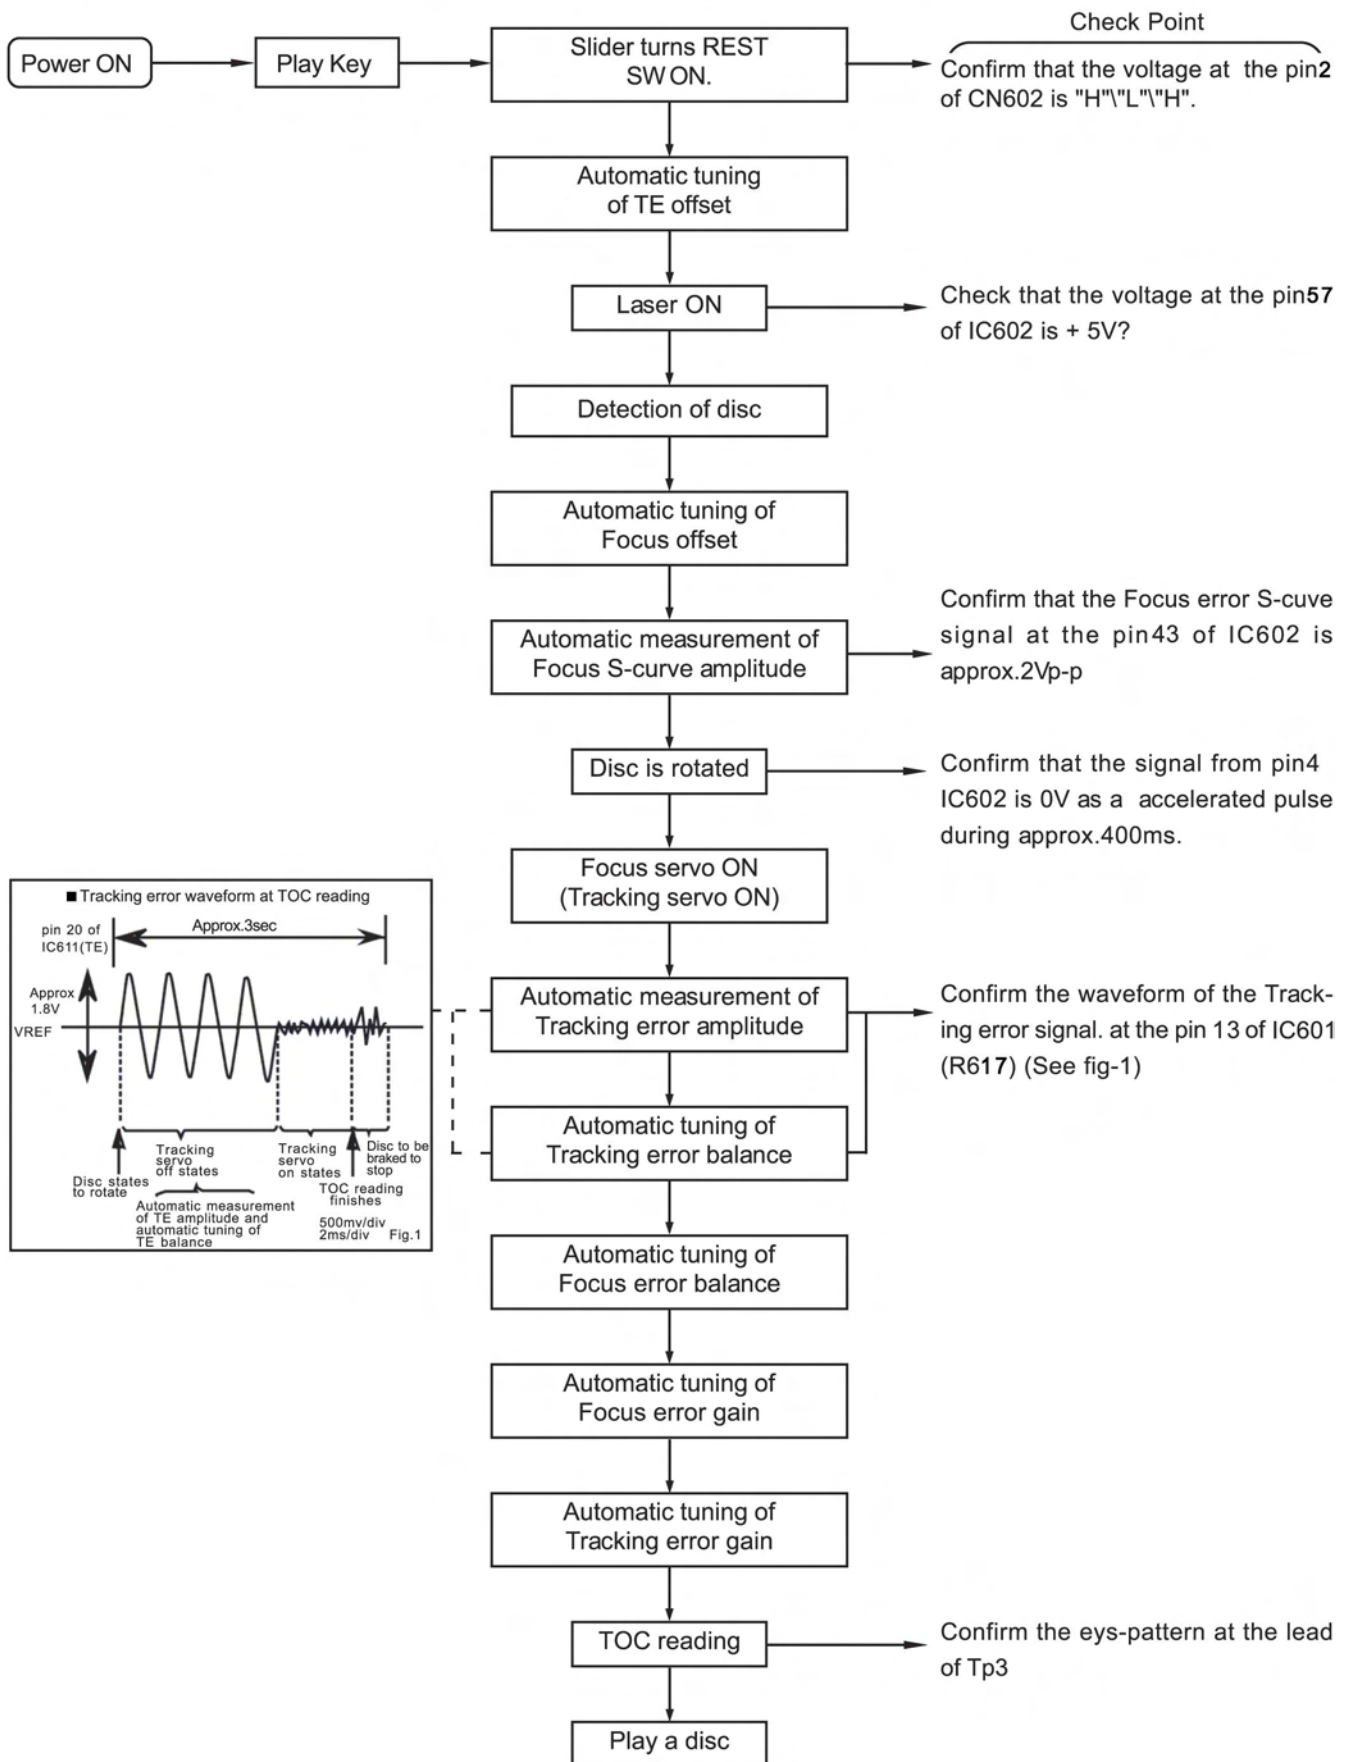 Check Point
Power ON
Play Key
Slider turns REST
SW ON.
Confirm that the voltage at the pin2
of CN602 is "H"\"L"\"H".
Automatic tuning
of TE offset
Laser ON
Check that the voltage at the pin57
of IC602 is + 5V?
Detection of disc
Automatic tuning of
Focus offset
Automatic measurement of
Focus S-curve amplitude
Confirm that the Focus error S-cuve
signal at the pin43 of IC602 is
approx.2Vp-p
Disc is rotated
Confirm that the signal from pin4
IC602 is 0V as a accelerated pulse
during approx.400ms.
Focus servo ON
(Tracking servo ON)
■ Tracking error waveform at TOC reading
pin 20 of
IC611(TE)
Approx.3sec
Approx
1.8V
VREF
Disc states
to rotate
Tracking
servo
off states
Tracking
servo
on states
Disc to be
braked to
stop
TOC reading
finishes
Automatic measurement
of TE amplitude and
automatic tuning of
TE balance
500mv/div
2ms/div
Fig.1
Automatic measurement of
Tracking error amplitude
Confirm the waveform of the Track-
ing error signal. at the pin 13 of IC601
(R617) (See fig-1)
Automatic tuning of
Tracking error balance
Automatic tuning of
Focus error balance
Automatic tuning of
Focus error gain
Automatic tuning of
Tracking error gain
TOC reading
Confirm the eys-pattern at the lead
of Tp3
Play a disc